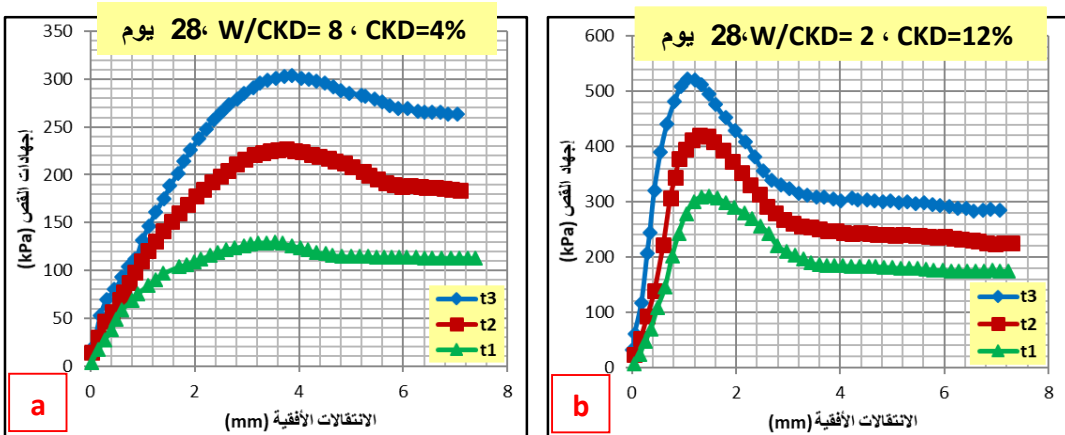 28، W/CKD= 8 ، CKD=4% يوم
إجهادات القص (kPa)
350
300
250
200
150
100
50
0
0 2 4 6 8
الانتقالات الأفقية (mm)
t3
t2
t1
a
28،W/CKD= 2 ، CKD=12% يوم
إجهاد القص (kPa)
600
500
400
300
200
100
0
0 2 4 6 8
الانتقالات الأفقية (mm)
t3
t2
t1
b